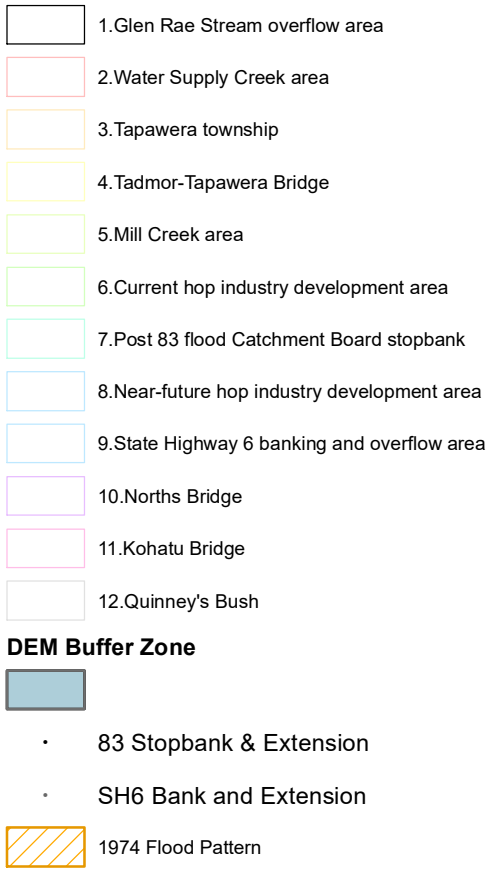 1.Glen Rae Stream overflow area
2.Water Supply Creek area
3.Tapawera township
4.Tadmor-Tapawera Bridge
5.Mill Creek area
6.Current hop industry development area
7.Post 83 flood Catchment Board stopbank
8.Near-future hop industry development area
9.State Highway 6 banking and overflow area
10.Norths Bridge
11.Kohatu Bridge
12.Quinney's Bush
DEM Buffer Zone
83 Stopbank & Extension
SH6 Bank and Extension
1974 Flood Pattern